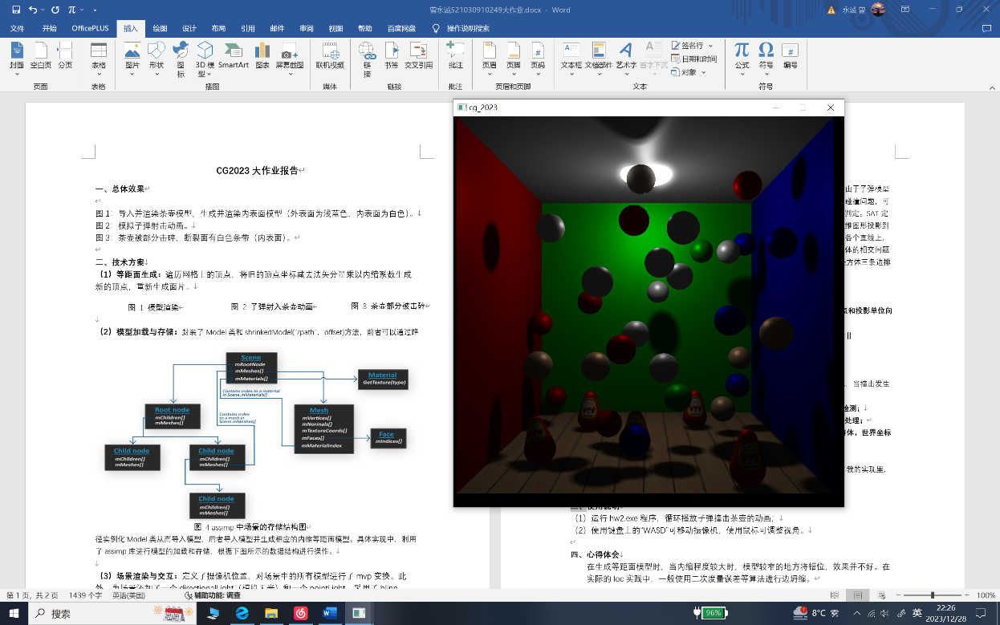 曾永诚521030910249大作业.docx - Word
永诚 曾
文件 开始 OfficePLUS 插入 绘图 设计 布局 引用 邮件 审阅 视图 帮助 百度网盘 操作说明搜索
封面 空白页 分页 表格 图片 形状 图标 3D 模型 SmartArt 图表 屏幕截图 联机视频 链接 书签 交叉引用 批注 页眉 页脚 页码 文本框 文档部件 艺术字 首字下沉 签名行 日期和时间 对象 公式 符号 编号
页面 表格 插图 媒体 链接 批注 页眉和页脚 文本 符号
CG2023 大作业报告
一、总体效果
图 1：导入并渲染茶壶模型，生成并渲染内表面模型（外表面为浅蓝色，内表面为白色）。
图 2：模拟子弹射击动画。
图 3：茶壶被部分击碎，断裂面有白色条带（内表面）。
二、技术方案
（1）等距面生成：遍历网格上的顶点，将旧的顶点坐标减去法矢分量乘以内缩系数生成
新的顶点，重新生成面片。
图 1 模型渲染 图 2 子弹射入茶壶动画 图 3 茶壶部分被击碎
（2）模型加载与存储：封装了 Model 类和 shrinkedModel("/path"，offset)方法，前者可以通过路
Scene
mRootNode
mMeshes[]
mMaterials[]
Material
GetTexture(type)
Contains index to a material
in Scene.mMaterials[]
Root node
mChildren[]
mMeshes[]
Contains index
to a mesh in
Scene.mMeshes[]
Mesh
mVertices[]
mNormals[]
mTextureCoords[]
mFaces[]
mMaterialIndex
Face
mIndices[]
Child node
mChildren[]
mMeshes[]
Child node
mChildren[]
mMeshes[]
Child node
mChildren[]
mMeshes[]
图 4 assimp 中场景的存储结构图
径实例化 Model 类从而导入模型，后者导入模型并生成相应的内缩等距面模型。具体实现中，利用
了 assimp 库进行模型的加载和存储，根据下图所示的数据结构进行操作。
（3）场景渲染与交互：定义了摄像机位置，对场景中的所有模型进行了 mvp 变换。此
cg_2023
由于子弹模型
碰撞问题，可
判定。SAT 定
维图形投影到
各个直线上，
体的相交问题
方体三条边排
点和投影单位向
||
，当撞击发生
检测；
处理；
体，世界坐标
我的实现里，
三、使用说明
（1）运行 hw2.exe 程序，循环播放子弹撞击茶壶的动画；
（2）使用键盘上的“WASD”可移动摄像机，使用鼠标可调整视角。
四、心得体会
在生成等距面模型时，当内缩程度较大时，模型较窄的地方将错位，效果并不好。在
实际的 loc 实践中，一般使用二次度量误差等算法进行边坍缩。
第 1 页，共 2 页 1439 个字 英语(美国) 辅助功能: 调查 100%
搜索 96% 8°C 雾 英 22:26
2023/12/28